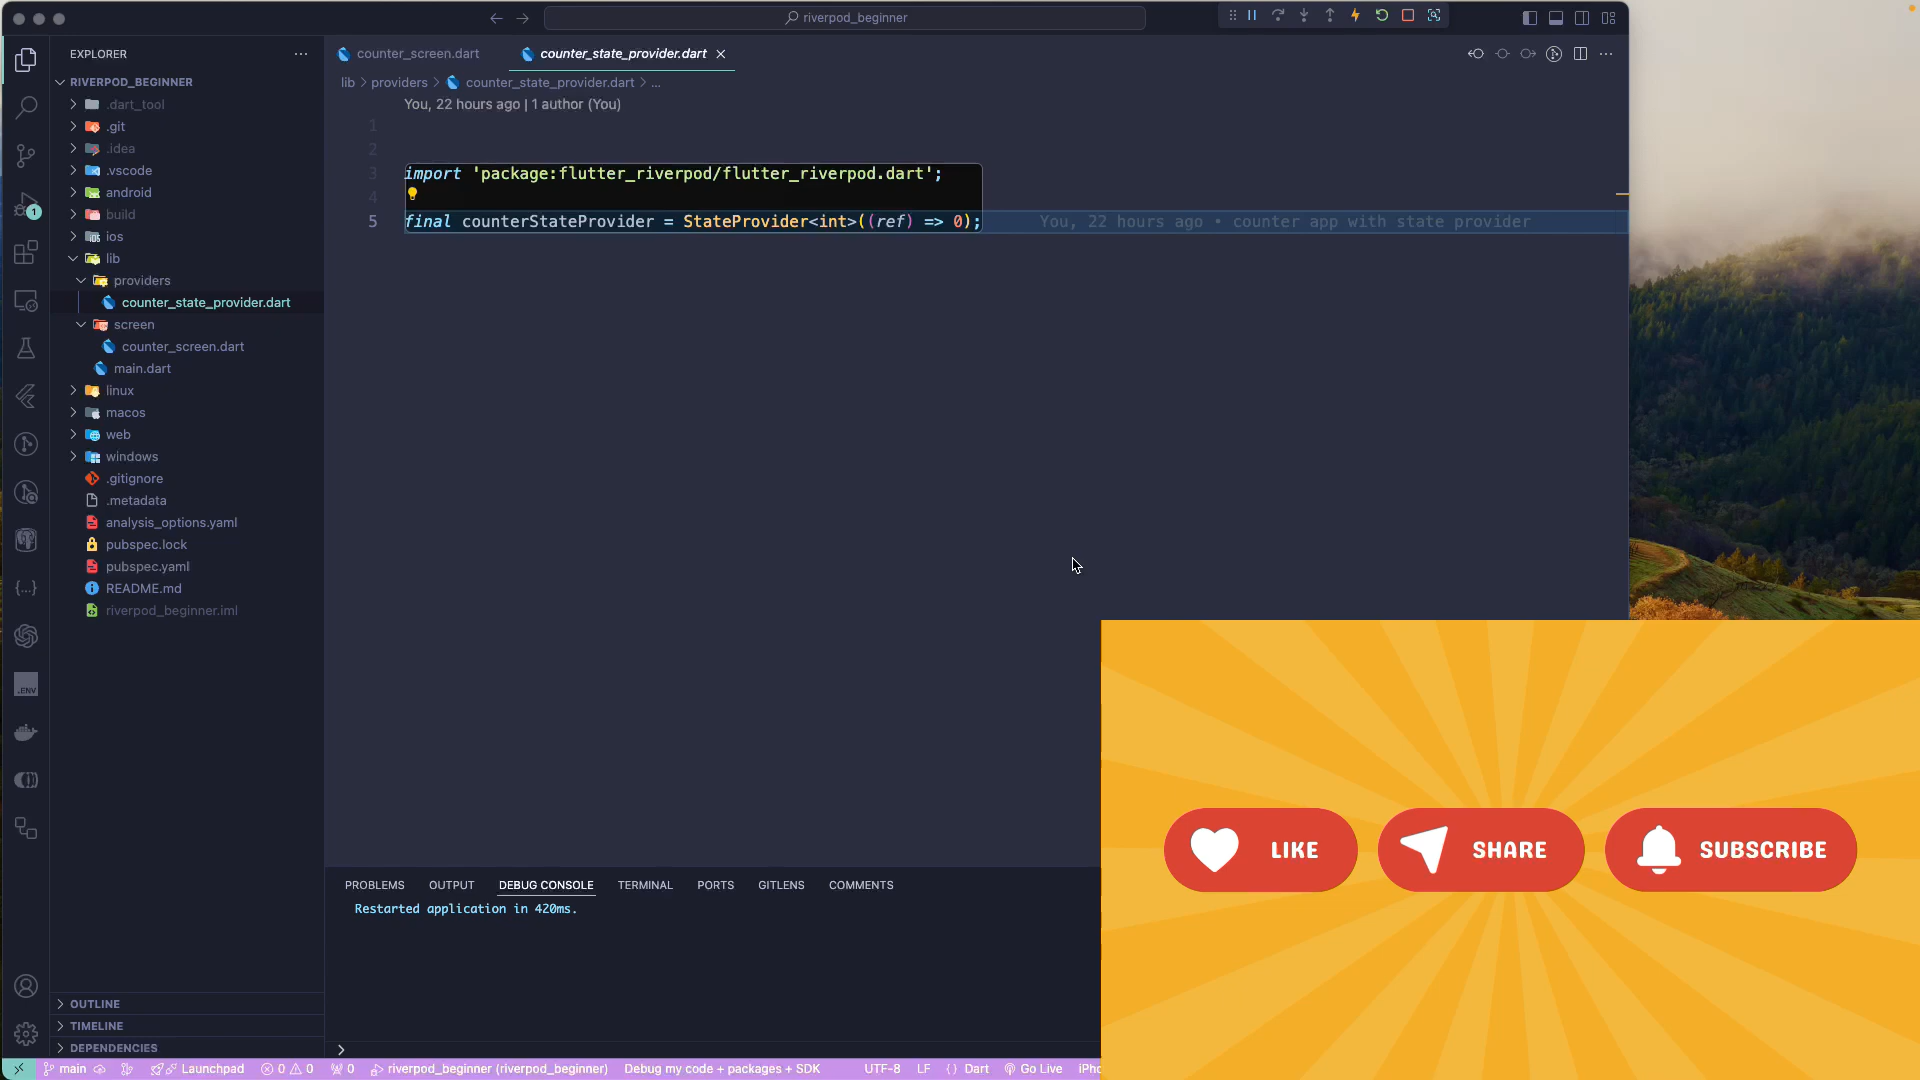 riverpod_beginner
EXPLORER
RIVERPOD_BEGINNER
.dart_tool
.git
.idea
.vscode
android
build
ios
lib
providers
counter_state_provider.dart
screen
counter_screen.dart
main.dart
linux
macos
web
windows
.gitignore
.metadata
analysis_options.yaml
pubspec.lock
pubspec.yaml
README.md
riverpod_beginner.iml
OUTLINE
TIMELINE
DEPENDENCIES
1
.ENV
counter_screen.dart
counter_state_provider.dart
lib > providers > counter_state_provider.dart > ...
You, 22 hours ago | 1 author (You)
1
2
3 import 'package:flutter_riverpod/flutter_riverpod.dart';
4
5 final counterStateProvider = StateProvider<int>((ref) => 0); You, 22 hours ago • counter app with state provider
PROBLEMS OUTPUT DEBUG CONSOLE TERMINAL PORTS GITLENS COMMENTS
Restarted application in 420ms.
LIKE SHARE SUBSCRIBE
main Launchpad 0 0 0 riverpod_beginner (riverpod_beginner) Debug my code + packages + SDK UTF-8 LF {} Dart Go Live iPho